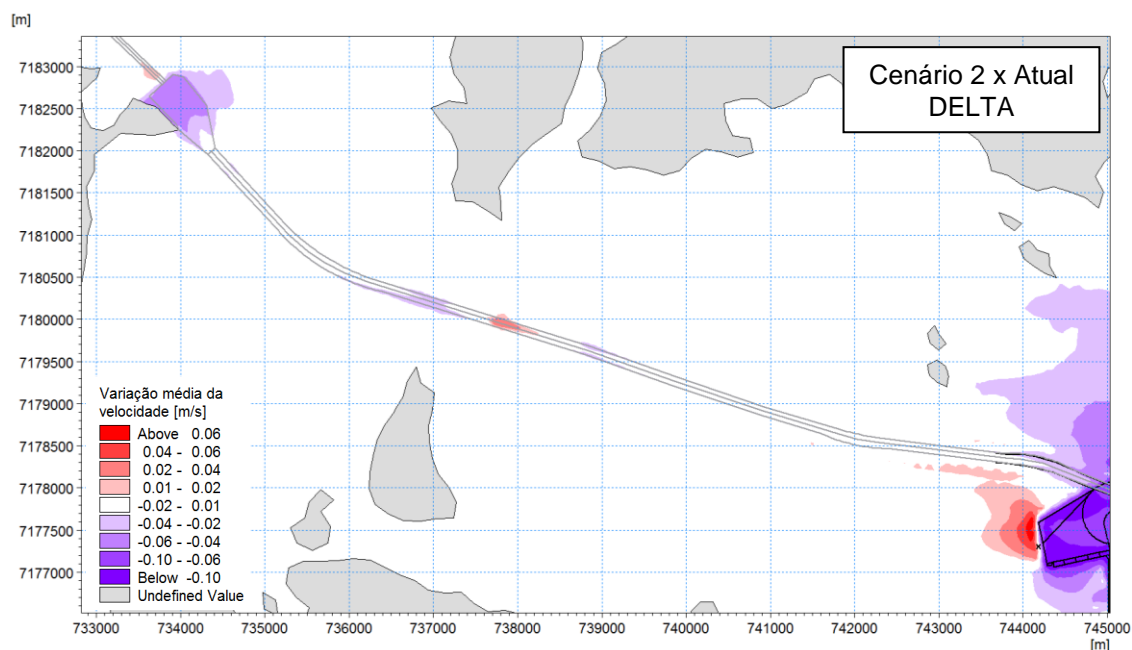 [m]
Cenário 2 x Atual
DELTA
7183000
7182500
7182000
7181500
7181000
7180500
7180000
7179500
7179000
7178500
7178000
7177500
7177000
Variação média da
velocidade [m/s]
Above 0.06
0.04 - 0.06
0.02 - 0.04
0.01 - 0.02
-0.02 - 0.01
-0.04 - -0.02
-0.06 - -0.04
-0.10 - -0.06
Below -0.10
Undefined Value
733000 734000 735000 736000 737000 738000 739000 740000 741000 742000 743000 744000 745000
[m]